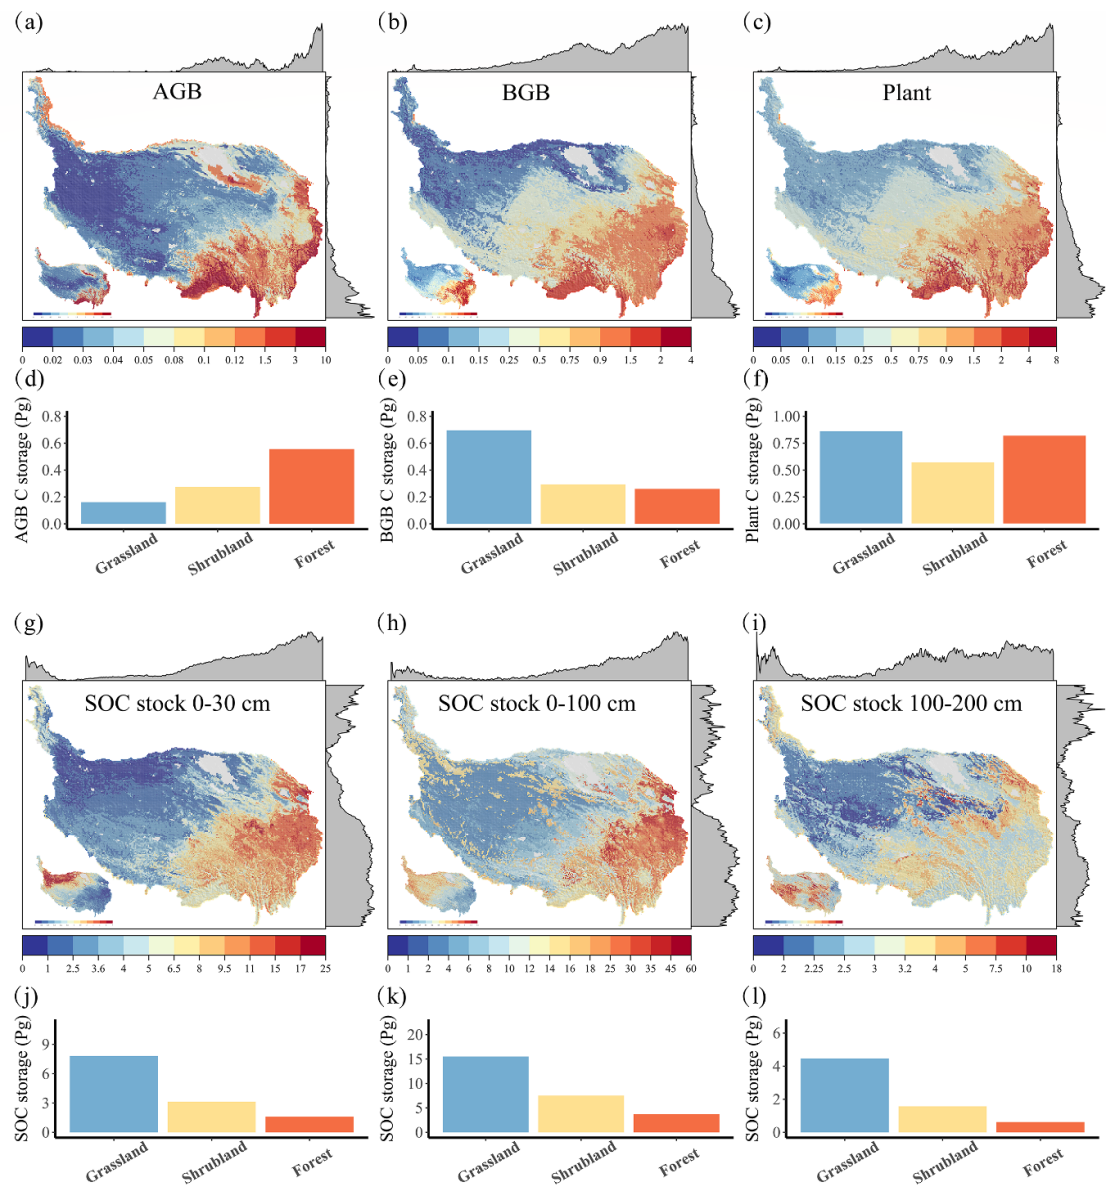 (a)
(b)
(c)
AGB
BGB
Plant
0 0.02 0.03 0.04 0.05 0.08 0.1 0.12 1.5 3 10
0 0.05 0.1 0.15 0.25 0.5 0.75 0.9 1.5 2 4
0 0.05 0.1 0.15 0.25 0.5 0.75 0.9 1.5 2 4 8
(d)
(e)
(f)
AGB C storage (Pg)
0.8
0.6
0.4
0.2
0.0
Grassland
Shrubland
Forest
BGB C storage (Pg)
0.8
0.6
0.4
0.2
0.0
Grassland
Shrubland
Forest
Plant C storage (Pg)
1.00
0.75
0.50
0.25
0.00
Grassland
Shrubland
Forest
(g)
(h)
(i)
SOC stock 0-30 cm
SOC stock 0-100 cm
SOC stock 100-200 cm
0 1 2.5 3.6 4 5 6.5 8 9.5 11 15 17 25
0 1 2 4 6 8 10 12 14 16 18 25 30 35 45 60
0 2 2.25 2.5 3 3.2 4 5 7.5 10 18
(j)
(k)
(l)
SOC storage (Pg)
9
6
3
0
Grassland
Shrubland
Forest
SOC storage (Pg)
20
15
10
5
0
Grassland
Shrubland
Forest
SOC storage (Pg)
6
4
2
0
Grassland
Shrubland
Forest